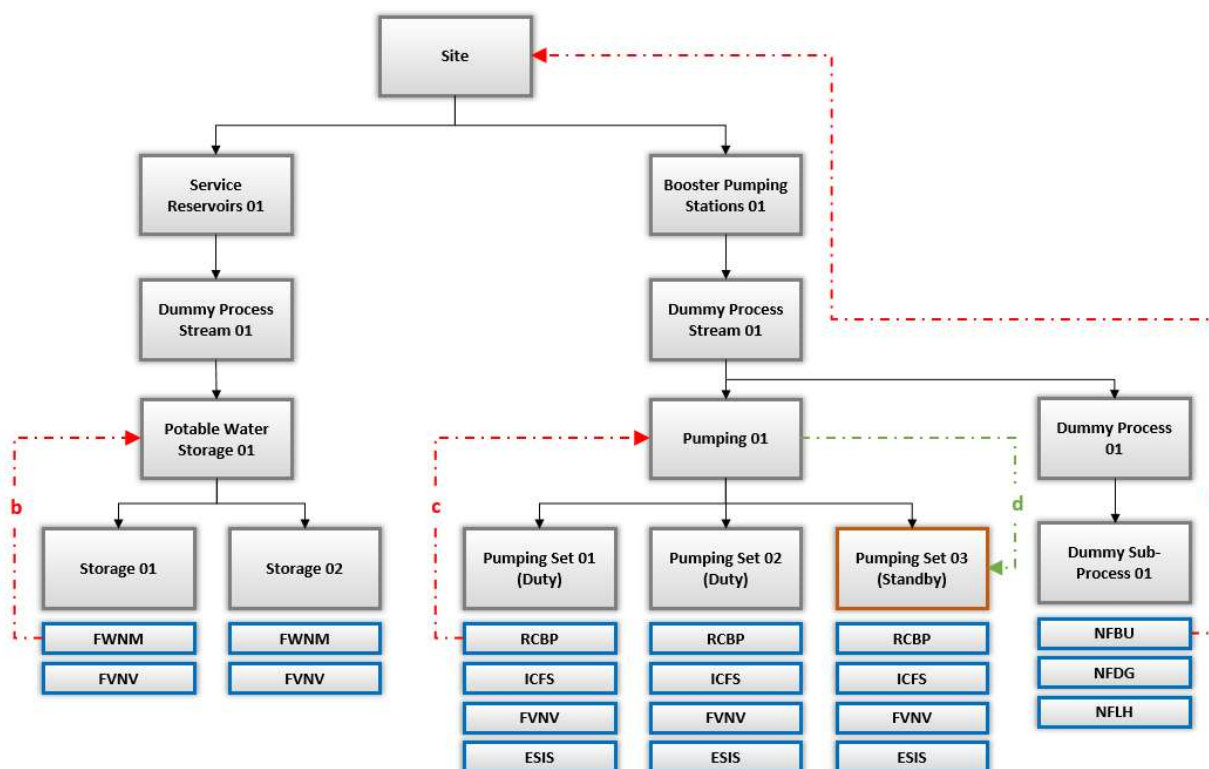 Site
Service
Reservoirs 01
Booster Pumping
Stations 01
Dummy Process
Stream 01
Dummy Process
Stream 01
Potable Water
Storage 01
Pumping 01
Dummy Process
01
b
c
d
Storage 01
Storage 02
Pumping Set 01
(Duty)
Pumping Set 02
(Duty)
Pumping Set 03
(Standby)
Dummy Sub-
Process 01
FWNM
FWNM
RCBP
RCBP
RCBP
NFBU
FVNV
FVNV
ICFS
ICFS
ICFS
NFDG
FVNV
FVNV
FVNV
NFLH
ESIS
ESIS
ESIS